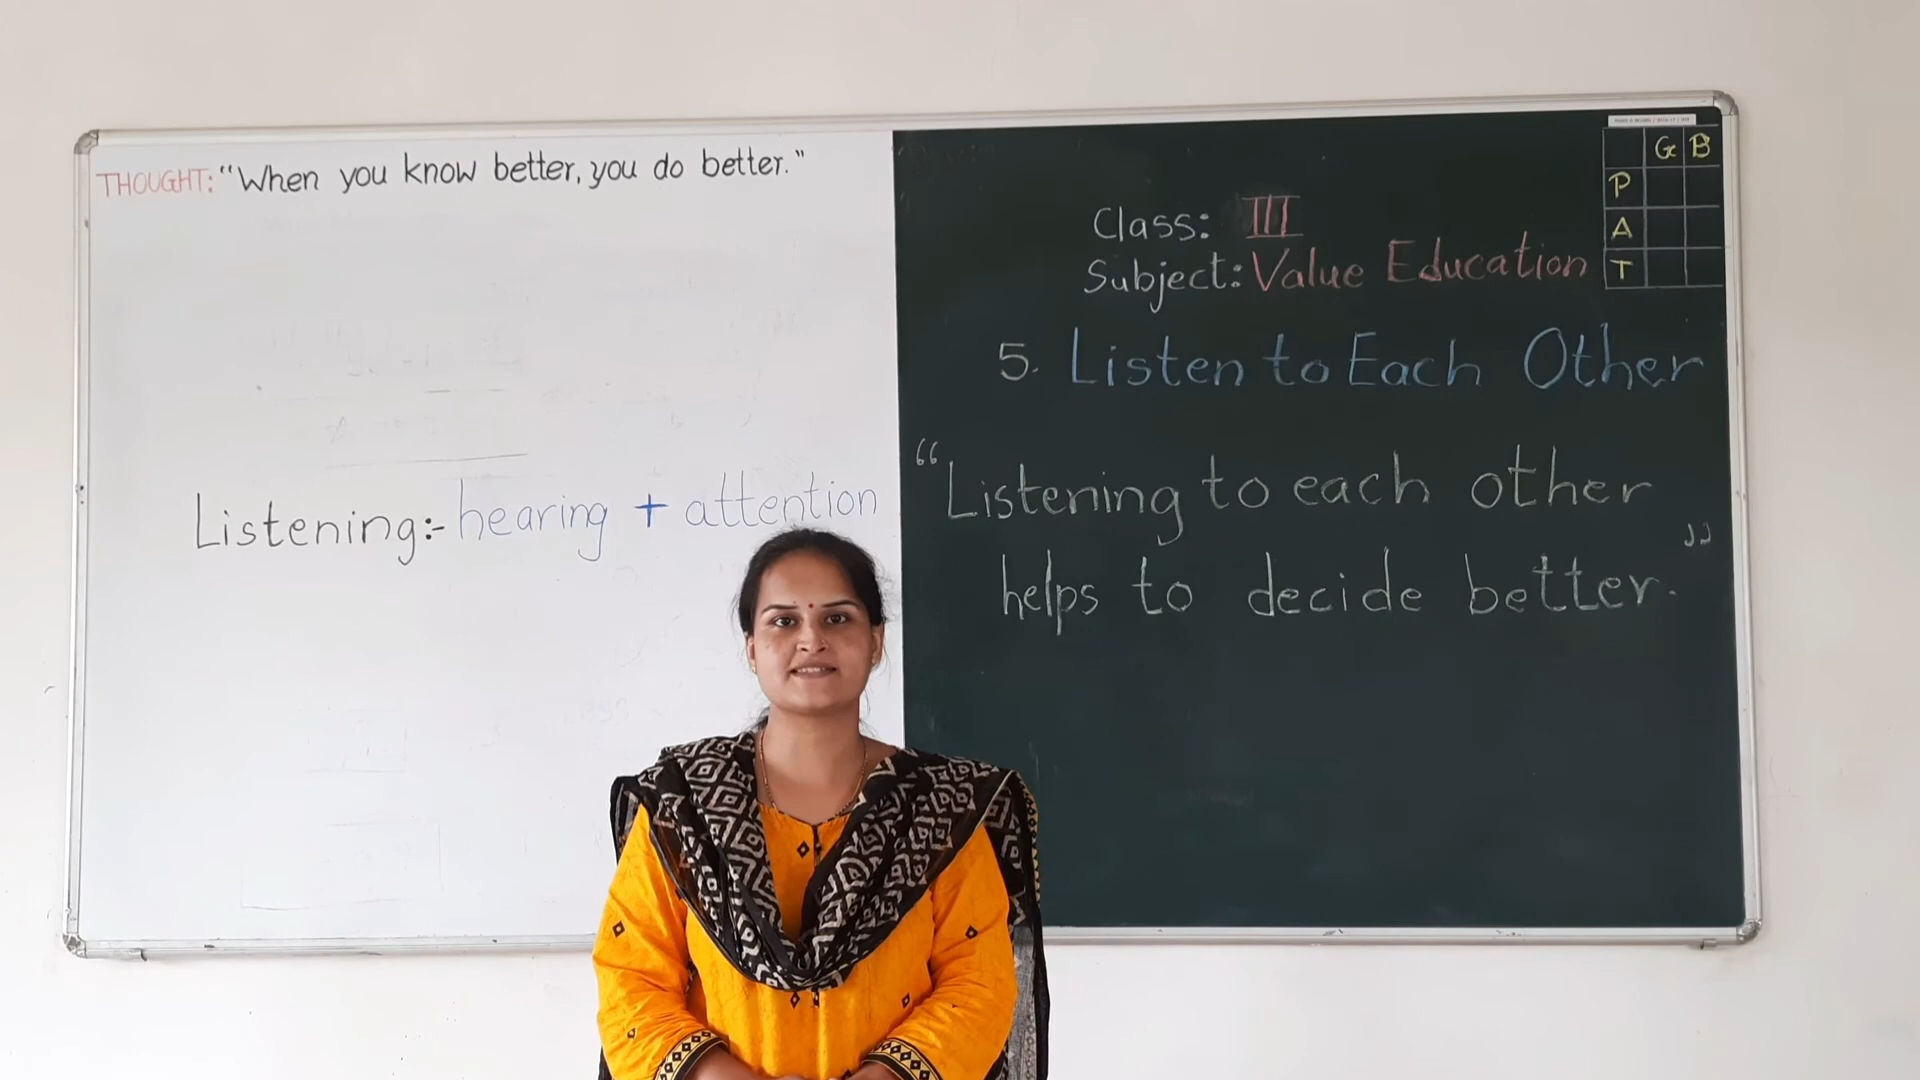 THOUGHT: "When you know better, you do better."
Listening:- hearing + attention
G B
P
A
T
Class: III
Subject: Value Education
5. Listen to Each Other
"Listening to each other
helps to decide better."